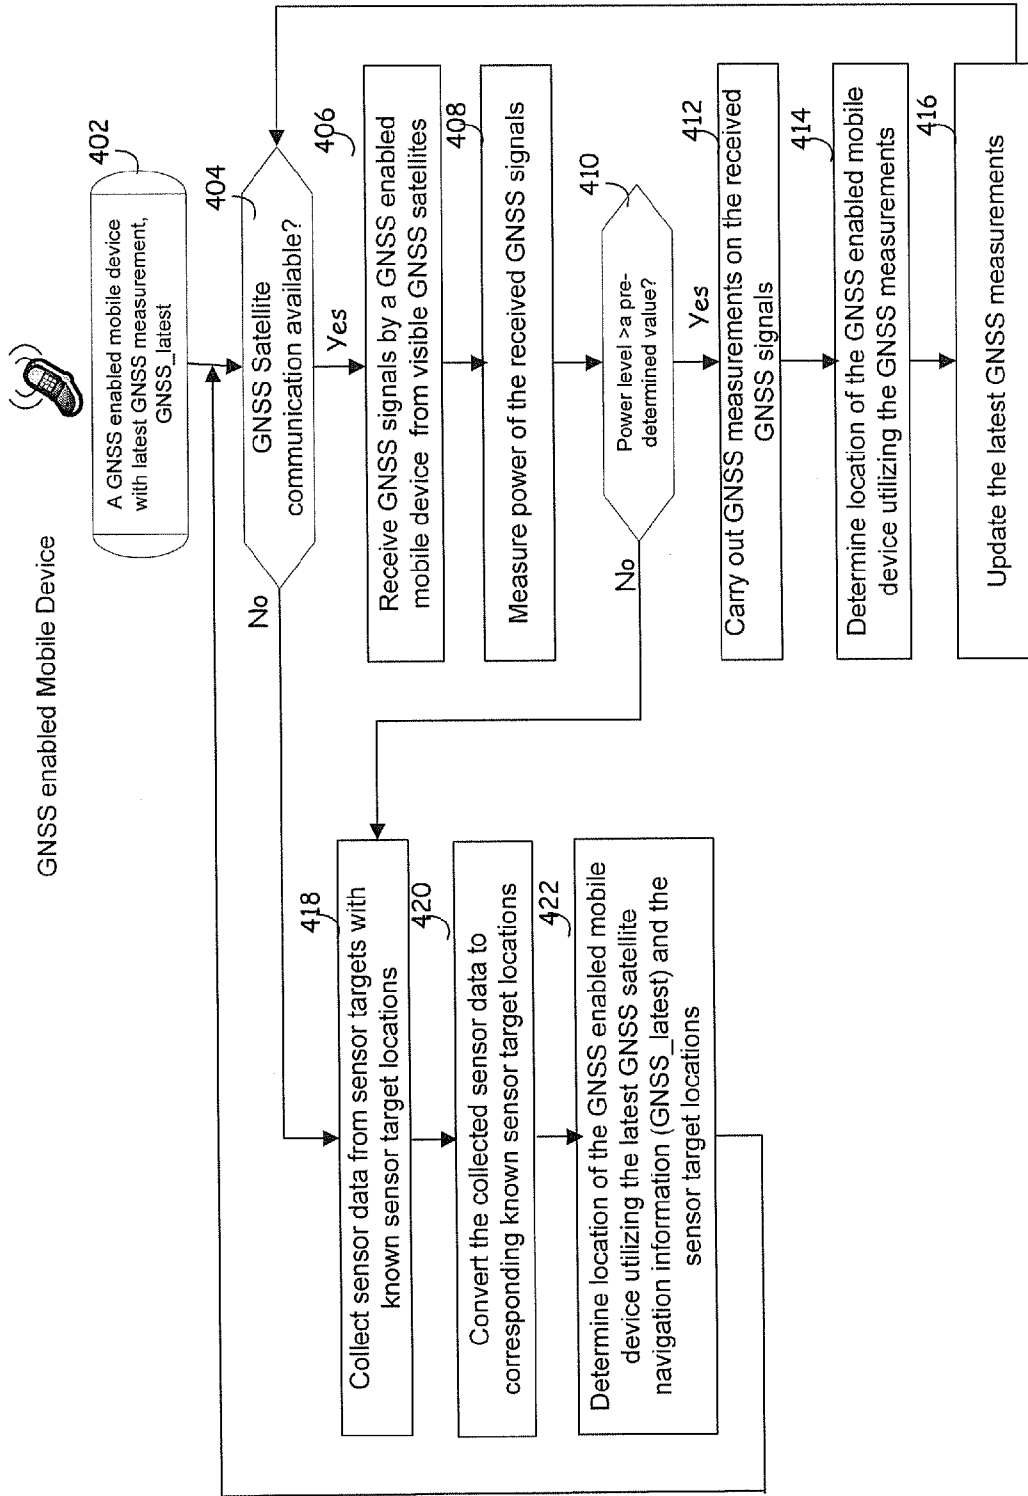 GNSS enabled Mobile Device
402
A GNSS enabled mobile device
with latest GNSS measurement,
GNSS_latest
404
GNSS Satellite
communication available?
No
Yes
406
Receive GNSS signals by a GNSS enabled
mobile device from visible GNSS satellites
408
Measure power of the received GNSS signals
410
Power level >a pre-
determined value?
No
Yes
412
Carry out GNSS measurements on the received
GNSS signals
414
Determine location of the GNSS enabled mobile
device utilizing the GNSS measurements
416
Update the latest GNSS measurements
418
Collect sensor data from sensor targets with
known sensor target locations
420
Convert the collected sensor data to
corresponding known sensor target locations
422
Determine location of the GNSS enabled mobile
device utilizing the latest GNSS satellite
navigation information (GNSS_latest) and the
sensor target locations